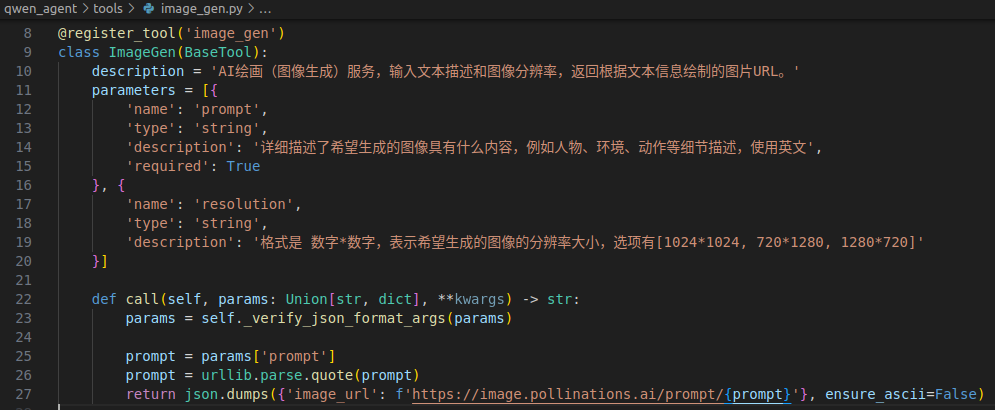 qwen_agent > tools > image_gen.py > ...
8 @register_tool('image_gen')
9 class ImageGen(BaseTool):
10     description = 'AI绘画（图像生成）服务，输入文本描述和图像分辨率，返回根据文本信息绘制的图片URL。'
11     parameters = [{
12         'name': 'prompt',
13         'type': 'string',
14         'description': '详细描述了希望生成的图像具有什么内容，例如人物、环境、动作等细节描述，使用英文',
15         'required': True
16     }, {
17         'name': 'resolution',
18         'type': 'string',
19         'description': '格式是 数字*数字，表示希望生成的图像的分辨率大小，选项有[1024*1024, 720*1280, 1280*720]'
20     }]
21
22     def call(self, params: Union[str, dict], **kwargs) -> str:
23         params = self._verify_json_format_args(params)
24
25         prompt = params['prompt']
26         prompt = urllib.parse.quote(prompt)
27         return json.dumps({'image_url': f'https://image.pollinations.ai/prompt/{prompt}'}, ensure_ascii=False)